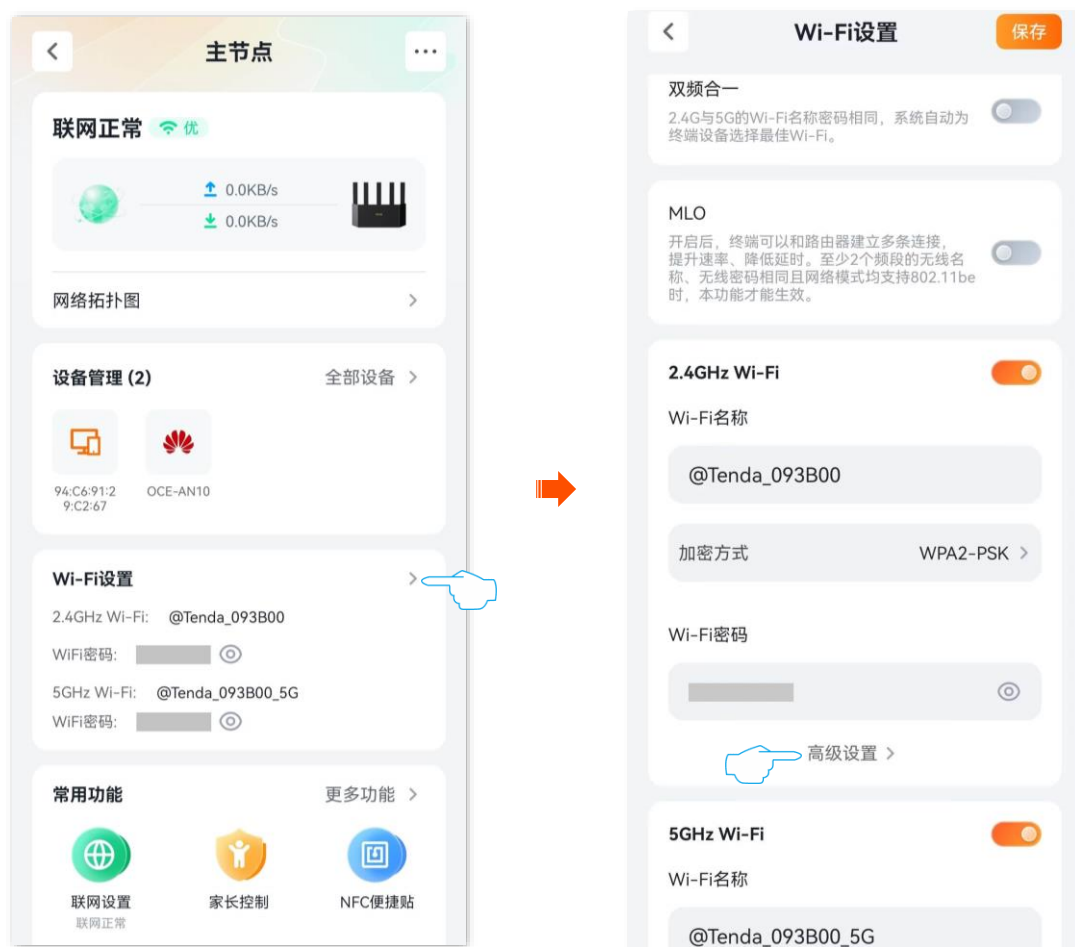 主节点
联网正常 优
0.0KB/s
0.0KB/s
网络拓扑图
设备管理 (2)
全部设备
94:C6:91:2
9:C2:67
OCE-AN10
Wi-Fi设置
2.4GHz Wi-Fi: @Tenda_093B00
WiFi密码:
5GHz Wi-Fi: @Tenda_093B00_5G
WiFi密码:
常用功能
更多功能
联网设置
联网正常
家长控制
NFC便捷贴
Wi-Fi设置
保存
双频合一
2.4G与5G的Wi-Fi名称密码相同，系统自动为
终端设备选择最佳Wi-Fi。
MLO
开启后，终端可以和路由器建立多条连接，
提升速率、降低延时。至少2个频段的无线名
称、无线密码相同且网络模式均支持802.11be
时，本功能才能生效。
2.4GHz Wi-Fi
Wi-Fi名称
@Tenda_093B00
加密方式
WPA2-PSK
Wi-Fi密码
高级设置
5GHz Wi-Fi
Wi-Fi名称
@Tenda_093B00_5G